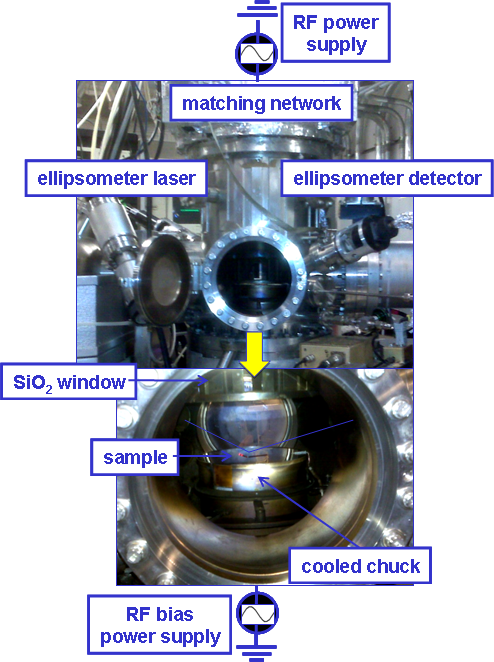 RF power
supply
matching network
ellipsometer laser
ellipsometer detector
SiO₂ window
sample
cooled chuck
RF bias
power supply